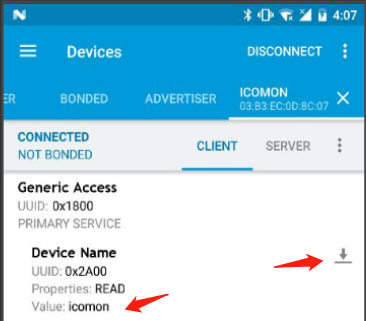 4:07
Devices
DISCONNECT
ER
BONDED
ADVERTISER
ICOMON
03:B3:EC:0D:8C:07
CONNECTED
NOT BONDED
CLIENT
SERVER
Generic Access
UUID: 0x1800
PRIMARY SERVICE
Device Name
UUID: 0x2A00
Properties: READ
Value: icomon